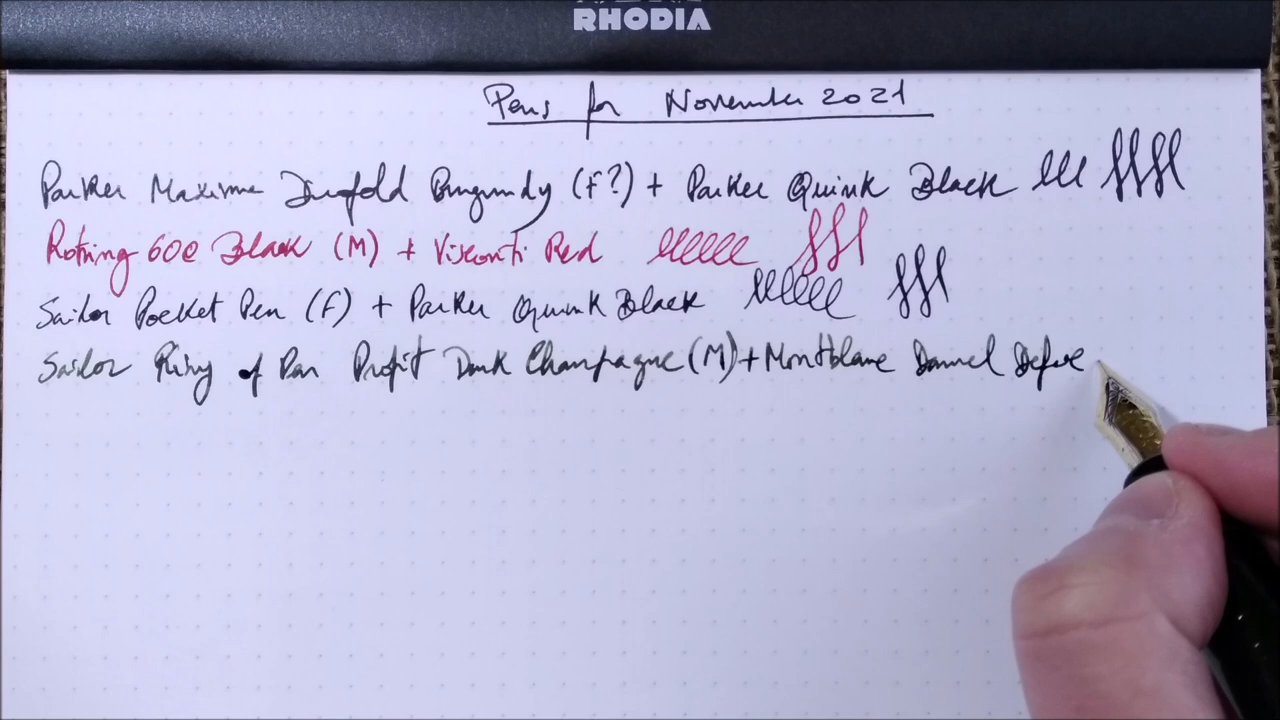 RHODIA
Pens for November 2021
Parker Maxima Duofold Burgundy (F?) + Parker Quink Black
Rotring 600 Black (M) + Visconti Red
Sailor Pocket Pen (F) + Parker Quink Black
Sailor King of Pen Profit Dark Champagne (M) + Montblanc Daniel Defoe